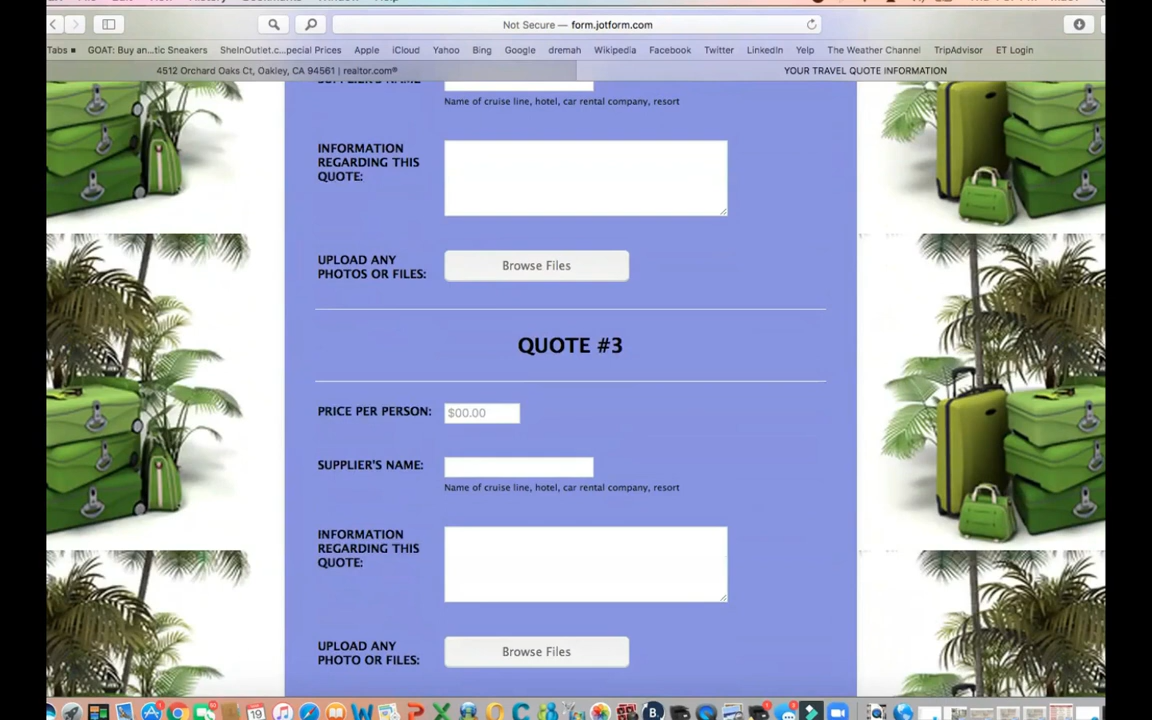 Not Secure — form.jotform.com
Tabs GOAT: Buy an...tic Sneakers SheInOutlet.c...pecial Prices Apple iCloud Yahoo Bing Google dremah Wikipedia Facebook Twitter LinkedIn Yelp The Weather Channel TripAdvisor ET Login
4512 Orchard Oaks Ct, Oakley, CA 94561 | realtor.com® YOUR TRAVEL QUOTE INFORMATION
SUPPLIER'S NAME
Name of cruise line, hotel, car rental company, resort
INFORMATION
REGARDING THIS
QUOTE:
UPLOAD ANY
PHOTOS OR FILES:
Browse Files
QUOTE #3
PRICE PER PERSON: $00.00
SUPPLIER'S NAME:
Name of cruise line, hotel, car rental company, resort
INFORMATION
REGARDING THIS
QUOTE:
UPLOAD ANY
PHOTO OR FILES:
Browse Files
19